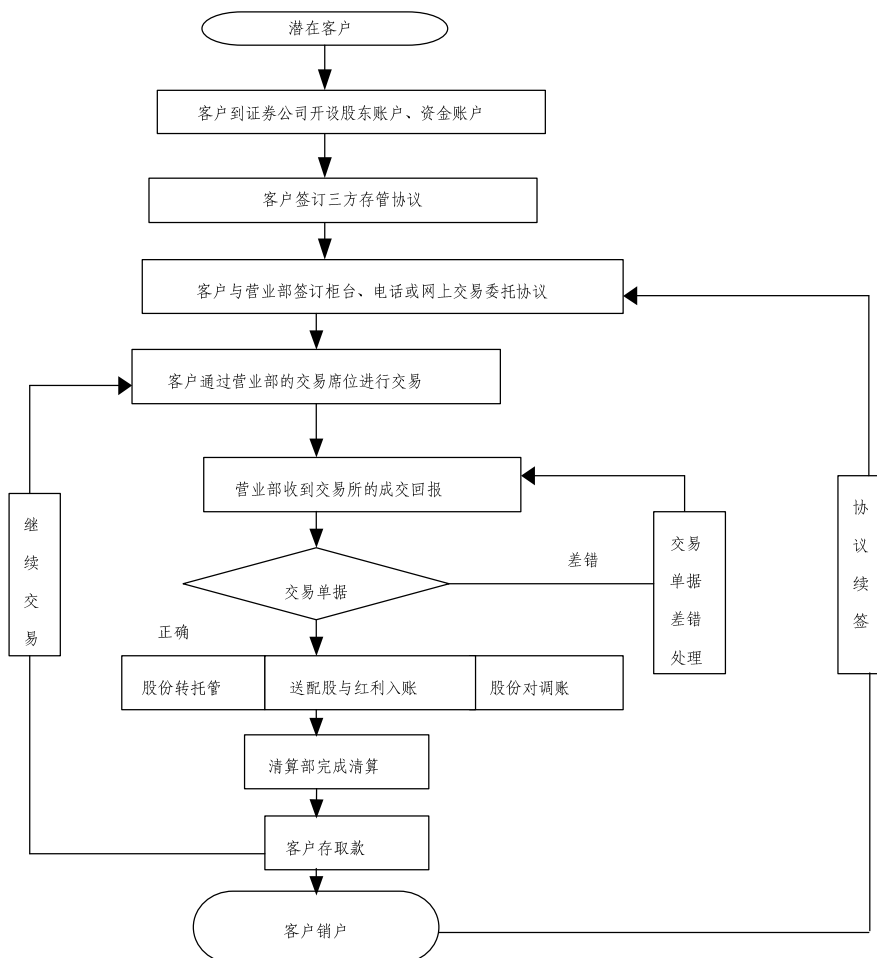 潜在客户
客户到证券公司开设股东账户、资金账户
客户签订三方存管协议
客户与营业部签订柜台、电话或网上交易委托协议
客户通过营业部的交易席位进行交易
营业部收到交易所的成交回报
继
续
交
易
协
议
续
签
交易
单据
差错
处理
差错
交易单据
正确
股份转托管
送配股与红利入账
股份对调账
清算部完成清算
客户存取款
客户销户